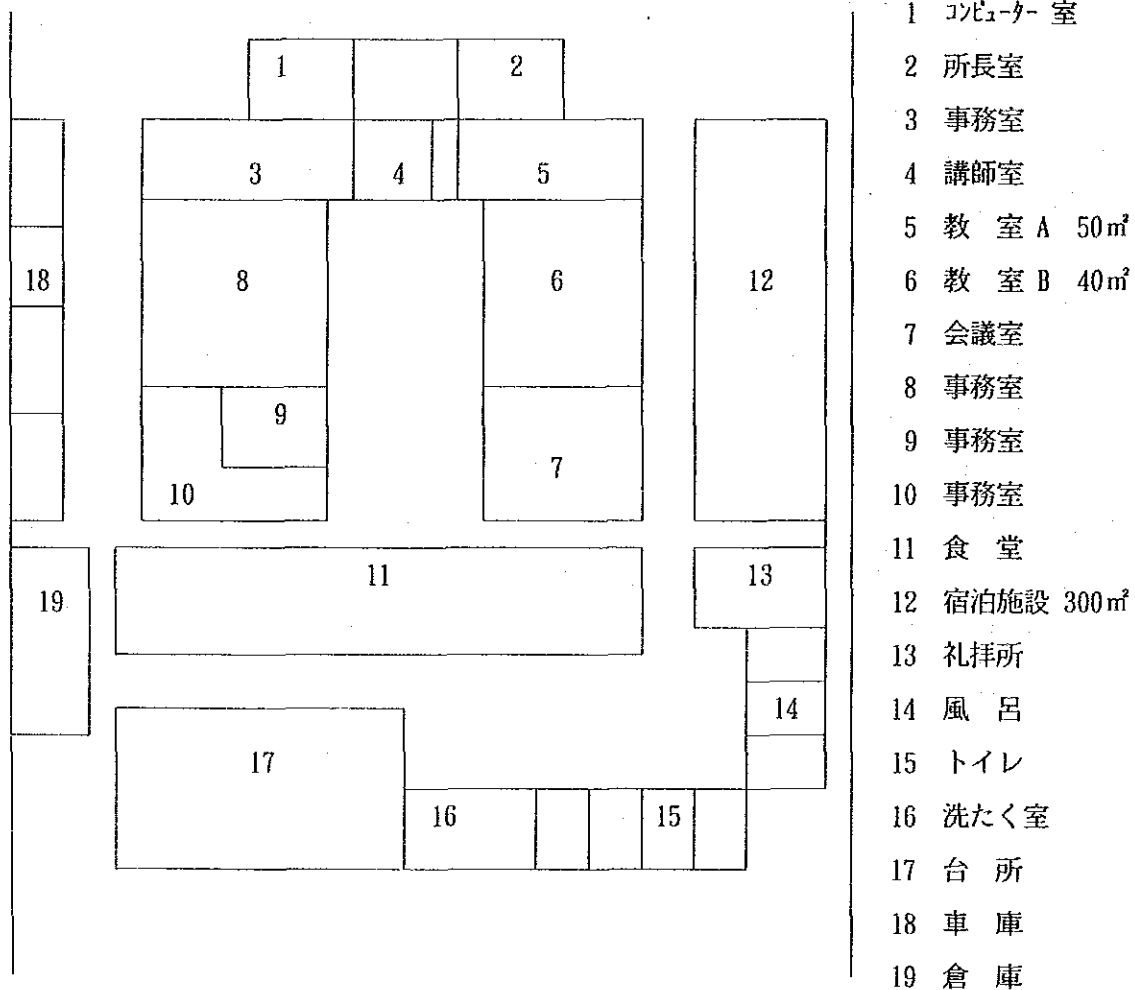 1 コンピューター室
2 所長室
3 事務室
4 講師室
5 教 室 A 50㎡
6 教 室 B 40㎡
7 会議室
8 事務室
9 事務室
10 事務室
11 食 堂
12 宿泊施設 300㎡
13 礼拝所
14 風 呂
15 トイレ
16 洗たく室
17 台 所
18 車 庫
19 倉 庫
1
2
3
4
5
18
8
6
12
9
7
10
11
13
19
14
17
16
15